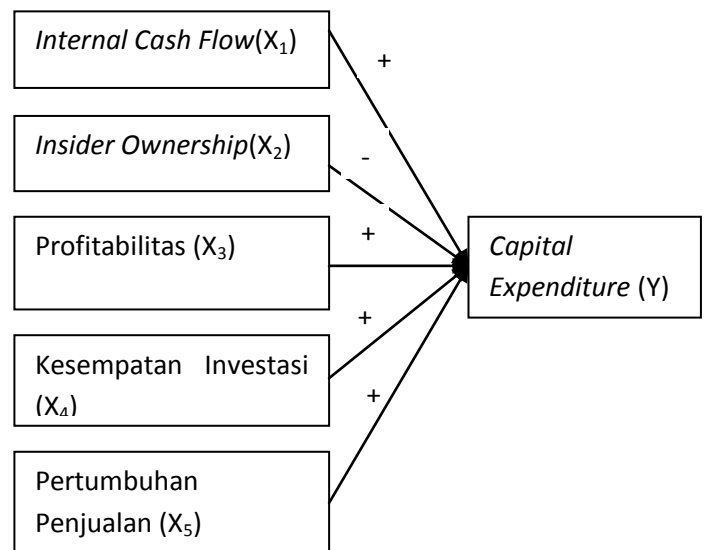 Internal Cash Flow(X₁)
+
Insider Ownership(X₂)
-
Profitabilitas (X₃)
+
Capital
Expenditure (Y)
+
Kesempatan Investasi
(X₄)
+
Pertumbuhan
Penjualan (X₅)